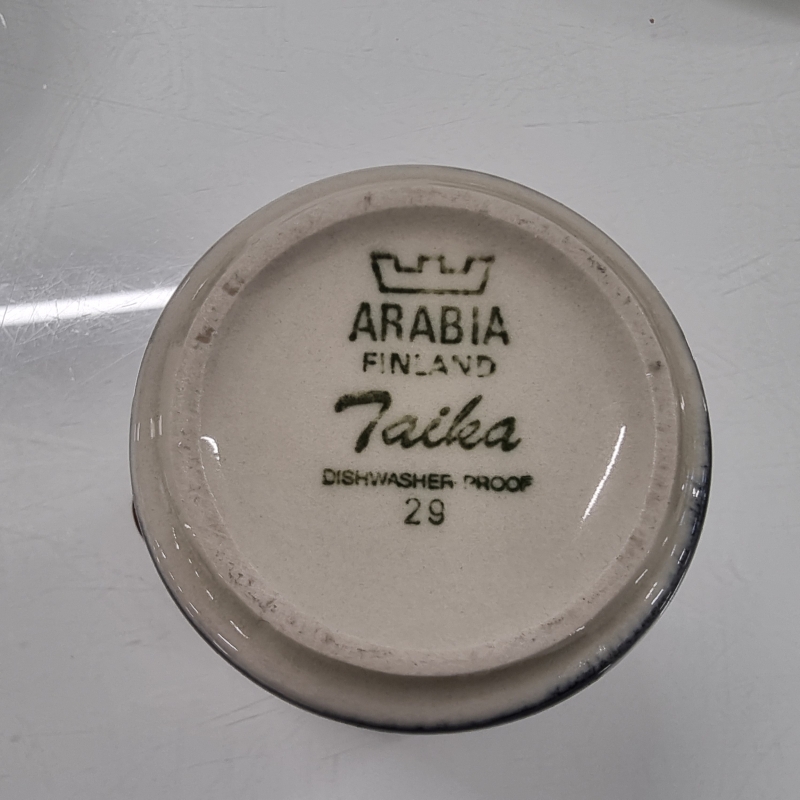 ARABIA
FINLAND
Taika
DISHWASHER PROOF
29